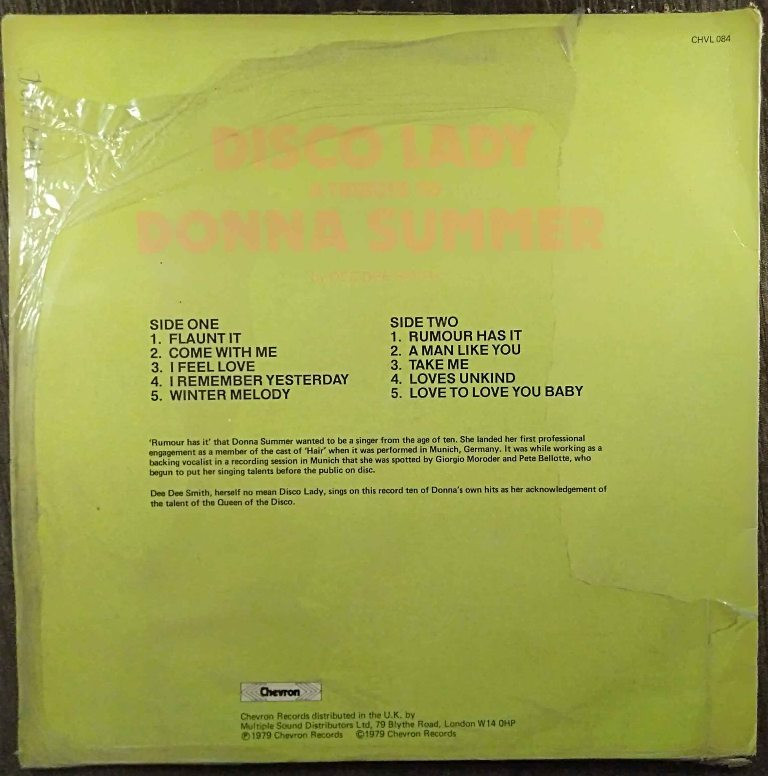 CHVL 084
DISCO LADY
A TRIBUTE TO
DONNA SUMMER
by DEE DEE SMITH
SIDE ONE
1. FLAUNT IT
2. COME WITH ME
3. I FEEL LOVE
4. I REMEMBER YESTERDAY
5. WINTER MELODY
SIDE TWO
1. RUMOUR HAS IT
2. A MAN LIKE YOU
3. TAKE ME
4. LOVES UNKIND
5. LOVE TO LOVE YOU BABY
'Rumour has it' that Donna Summer wanted to be a singer from the age of ten. She landed her first professional
engagement as a member of the cast of 'Hair' when it was performed in Munich, Germany. It was while working as a
backing vocalist in a recording session in Munich that she was spotted by Giorgio Moroder and Pete Bellotte, who
begun to put her singing talents before the public on disc.
Dee Dee Smith, herself no mean Disco Lady, sings on this record ten of Donna's own hits as her acknowledgement of
the talent of the Queen of the Disco.
Chevron
Chevron Records distributed in the U.K. by
Multiple Sound Distributors Ltd, 79 Blythe Road, London W14 0HP
℗1979 Chevron Records ©1979 Chevron Records